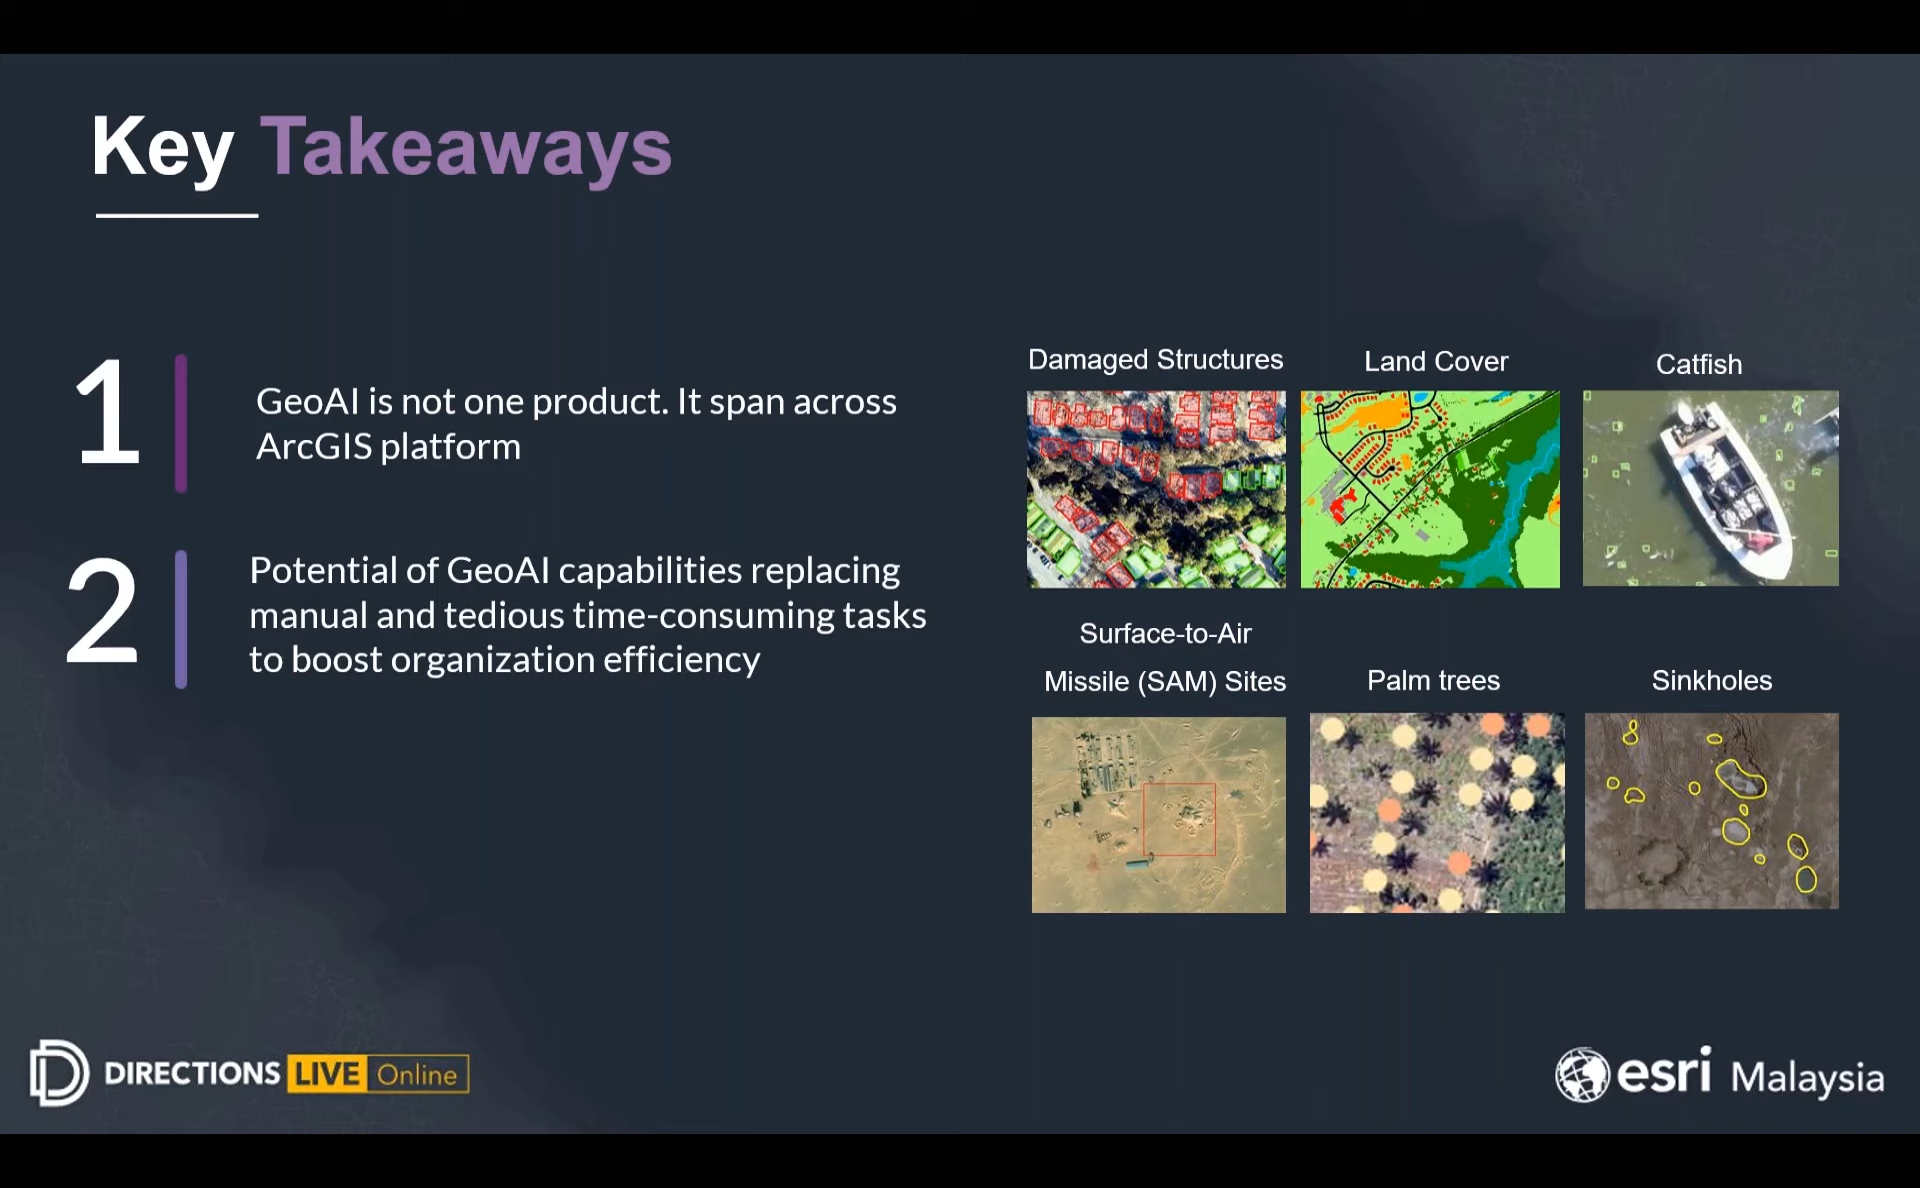 Key Takeaways
1
GeoAI is not one product. It span across
ArcGIS platform
2
Potential of GeoAI capabilities replacing
manual and tedious time-consuming tasks
to boost organization efficiency
Damaged Structures
Land Cover
Catfish
Surface-to-Air
Missile (SAM) Sites
Palm trees
Sinkholes
DIRECTIONS LIVE Online
esri Malaysia